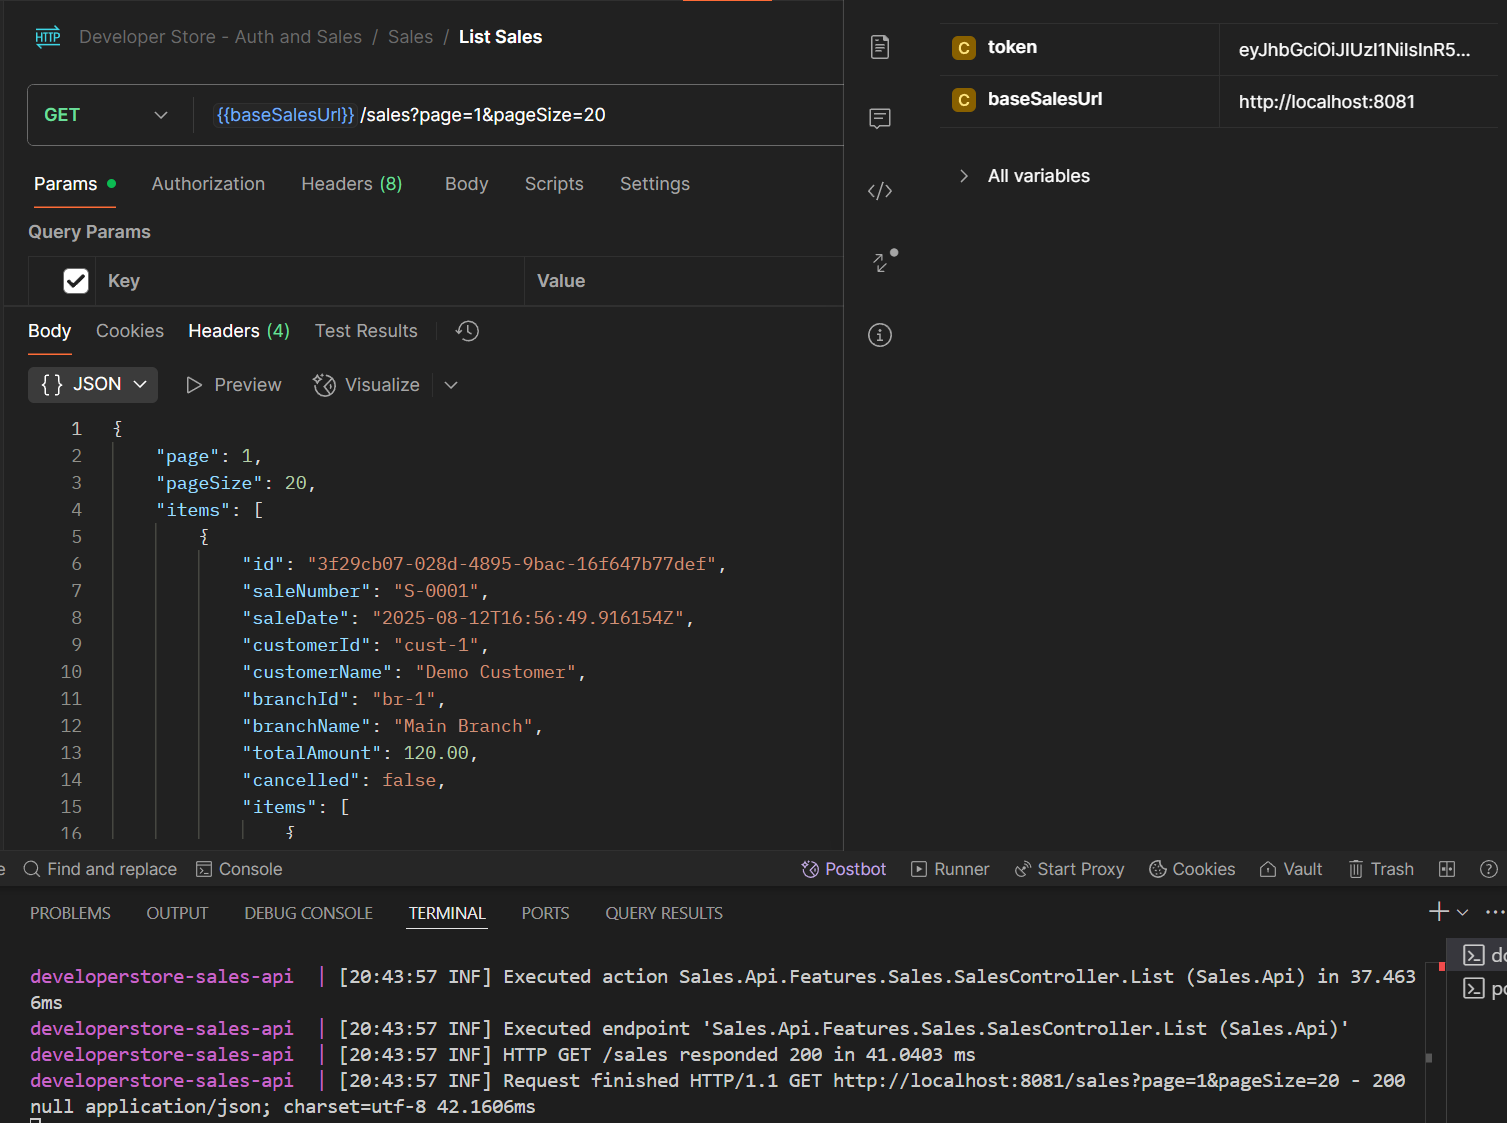 HTTP Developer Store - Auth and Sales / Sales / List Sales
GET {{baseSalesUrl}} /sales?page=1&pageSize=20
Params Authorization Headers (8) Body Scripts Settings
Query Params
Key Value
Body Cookies Headers (4) Test Results
{} JSON Preview Visualize
1 {
2 "page": 1,
3 "pageSize": 20,
4 "items": [
5 {
6 "id": "3f29cb07-028d-4895-9bac-16f647b77def",
7 "saleNumber": "S-0001",
8 "saleDate": "2025-08-12T16:56:49.916154Z",
9 "customerId": "cust-1",
10 "customerName": "Demo Customer",
11 "branchId": "br-1",
12 "branchName": "Main Branch",
13 "totalAmount": 120.00,
14 "cancelled": false,
15 "items": [
16 {
C token eyJhbGciOiJIUzI1NiIsInR5...
C baseSalesUrl http://localhost:8081
All variables
e Find and replace Console Postbot Runner Start Proxy Cookies Vault Trash
PROBLEMS OUTPUT DEBUG CONSOLE TERMINAL PORTS QUERY RESULTS
developerstore-sales-api | [20:43:57 INF] Executed action Sales.Api.Features.Sales.SalesController.List (Sales.Api) in 37.463
6ms
developerstore-sales-api | [20:43:57 INF] Executed endpoint 'Sales.Api.Features.Sales.SalesController.List (Sales.Api)'
developerstore-sales-api | [20:43:57 INF] HTTP GET /sales responded 200 in 41.0403 ms
developerstore-sales-api | [20:43:57 INF] Request finished HTTP/1.1 GET http://localhost:8081/sales?page=1&pageSize=20 - 200
null application/json; charset=utf-8 42.1606ms
do
po